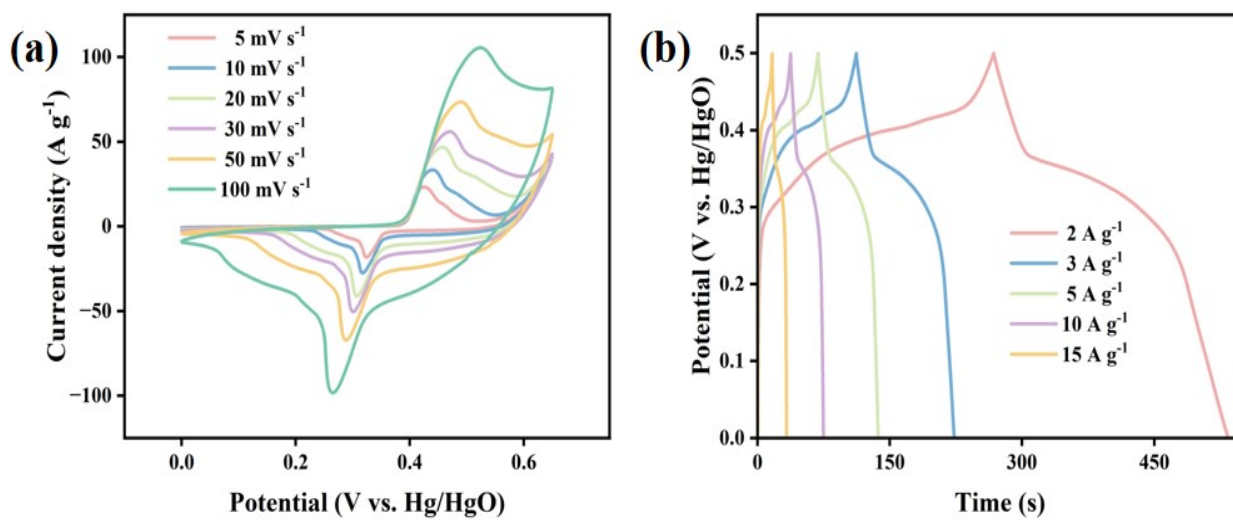 (a)
5 mV s⁻¹
10 mV s⁻¹
20 mV s⁻¹
30 mV s⁻¹
50 mV s⁻¹
100 mV s⁻¹
Current density (A g⁻¹)
100
50
0
−50
−100
0.0 0.2 0.4 0.6
Potential (V vs. Hg/HgO)
(b)
Potential (V vs. Hg/HgO)
0.5
0.4
0.3
0.2
0.1
0.0
2 A g⁻¹
3 A g⁻¹
5 A g⁻¹
10 A g⁻¹
15 A g⁻¹
0 150 300 450
Time (s)